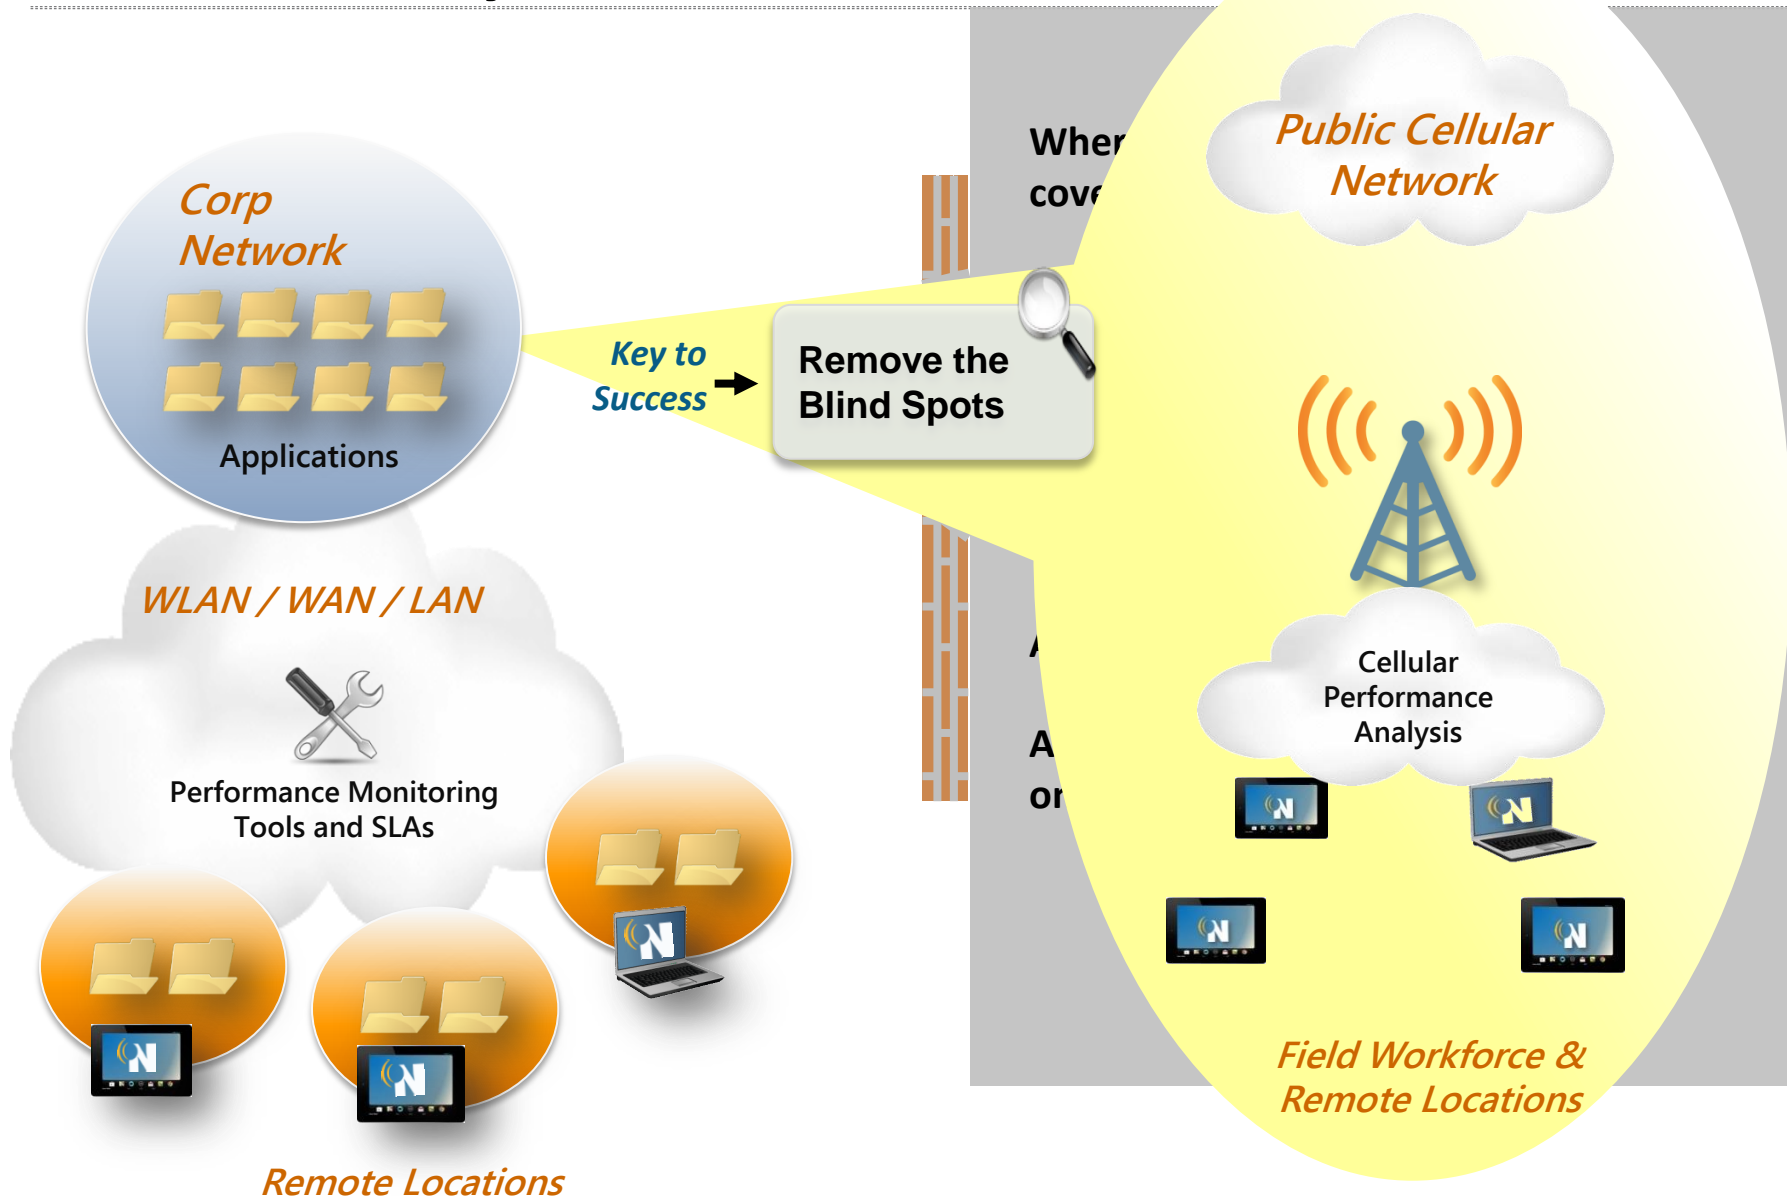 Corp
Network
Applications
WLAN / WAN / LAN
Performance Monitoring
Tools and SLAs
Remote Locations
Key to
Success
Remove the
Blind Spots
Public Cellular
Network
Cellular
Performance
Analysis
Field Workforce &
Remote Locations